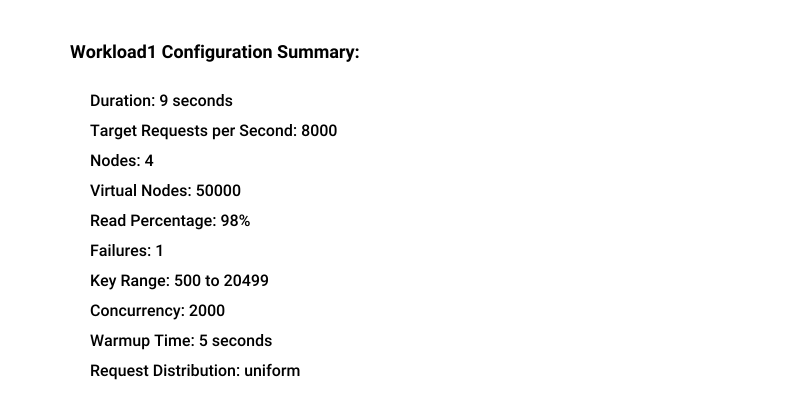 Workload1 Configuration Summary:
Duration: 9 seconds
Target Requests per Second: 8000
Nodes: 4
Virtual Nodes: 50000
Read Percentage: 98%
Failures: 1
Key Range: 500 to 20499
Concurrency: 2000
Warmup Time: 5 seconds
Request Distribution: uniform